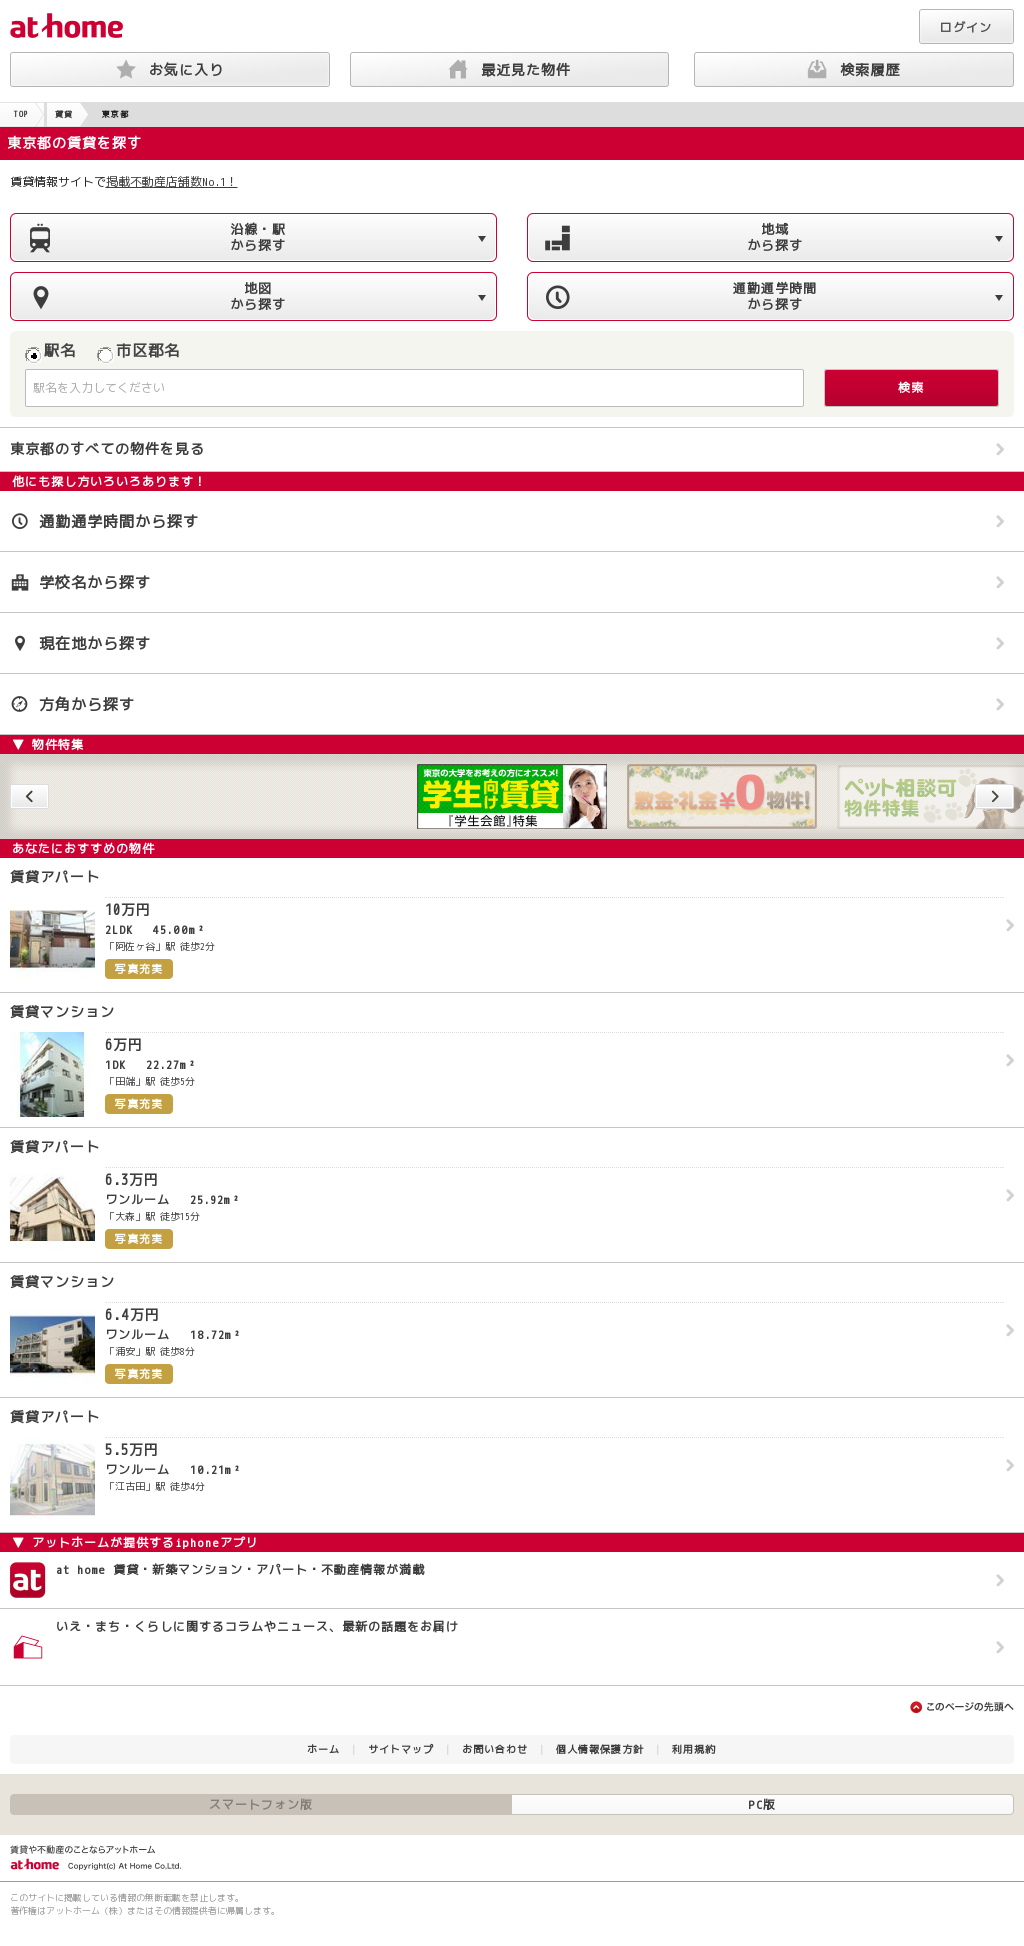 at home
ログイン
お気に入り
最近見た物件
検索履歴
TOP 賃貸 東京都
東京都の賃貸を探す
賃貸情報サイトで掲載不動産店舗数No.1！
沿線・駅
から探す
地域
から探す
地図
から探す
通勤通学時間
から探す
駅名 市区郡名
駅名を入力してください
検索
東京都のすべての物件を見る
他にも探し方いろいろあります！
通勤通学時間から探す
学校名から探す
現在地から探す
方角から探す
▼ 物件特集
東京の大学をお考えの方にオススメ!
学生向け賃貸
『学生会館』特集
敷金・礼金¥0物件!
ペット相談可
物件特集
あなたにおすすめの物件
賃貸アパート
10万円
2LDK 45.00m²
「阿佐ヶ谷」駅 徒歩2分
写真充実
賃貸マンション
6万円
1DK 22.27m²
「田端」駅 徒歩5分
写真充実
賃貸アパート
6.3万円
ワンルーム 25.92m²
「大森」駅 徒歩15分
写真充実
賃貸マンション
6.4万円
ワンルーム 18.72m²
「浦安」駅 徒歩8分
写真充実
賃貸アパート
5.5万円
ワンルーム 10.21m²
「江古田」駅 徒歩4分
▼ アットホームが提供するiphoneアプリ
at
at home 賃貸・新築マンション・アパート・不動産情報が満載
いえ・まち・くらしに関するコラムやニュース、最新の話題をお届け
このページの先頭へ
ホーム | サイトマップ | お問い合わせ | 個人情報保護方針 | 利用規約
スマートフォン版
PC版
賃貸や不動産のことならアットホーム
at home Copyright(c) At Home Co.,Ltd.
このサイトに掲載している情報の無断転載を禁止します。
著作権はアットホーム（株）またはその情報提供者に帰属します。